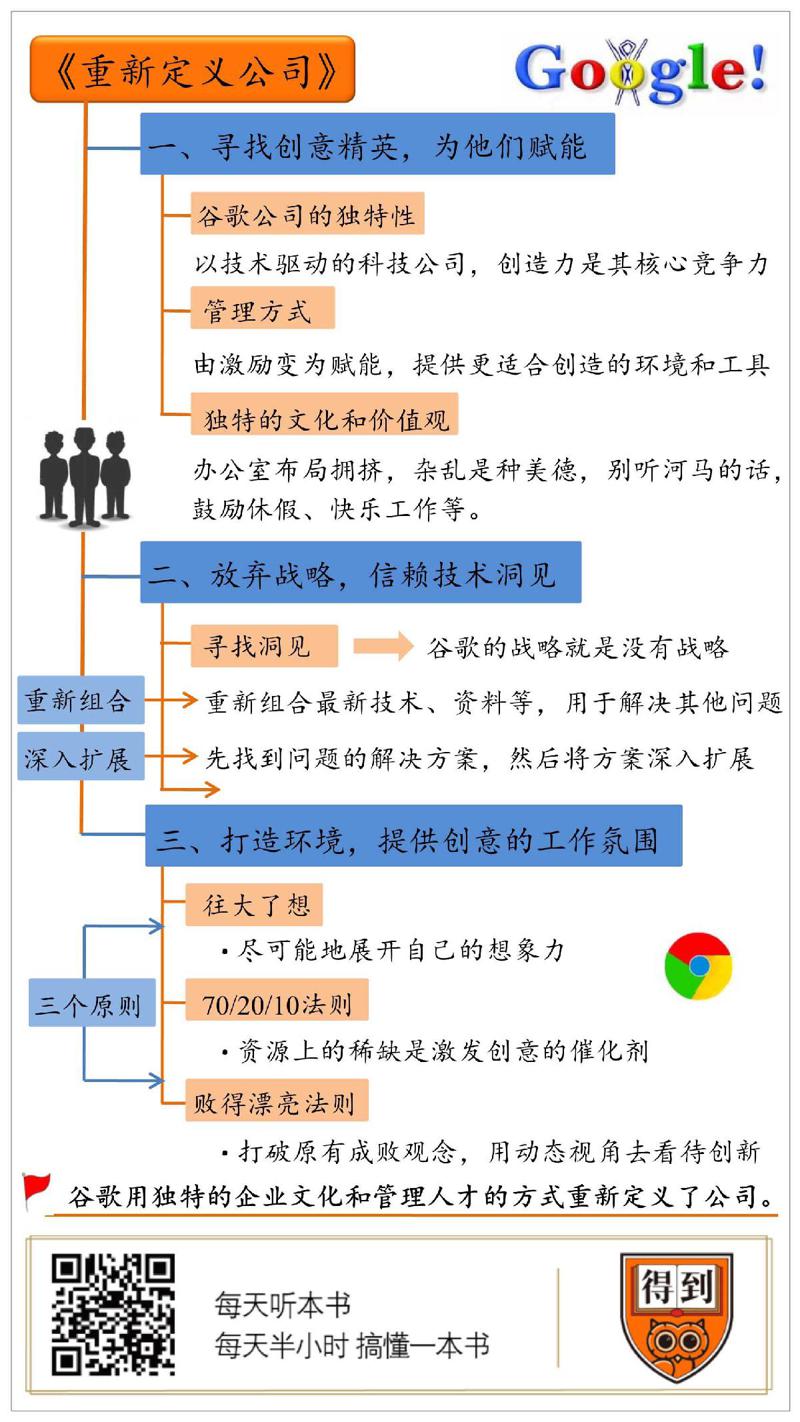 《重新定义公司》
Google!
一、寻找创意精英，为他们赋能
谷歌公司的独特性
以技术驱动的科技公司，创造力是其核心竞争力
管理方式
由激励变为赋能，提供更适合创造的环境和工具
独特的文化和价值观
办公室布局拥挤，杂乱是种美德，别听河马的话，
鼓励休假、快乐工作等。
二、放弃战略，信赖技术洞见
寻找洞见
谷歌的战略就是没有战略
重新组合
重新组合最新技术、资料等，用于解决其他问题
深入扩展
先找到问题的解决方案，然后将方案深入扩展
三、打造环境，提供创意的工作氛围
往大了想
·尽可能地展开自己的想象力
三个原则
70/20/10法则
·资源上的稀缺是激发创意的催化剂
败得漂亮法则
·打破原有成败观念，用动态视角去看待创新
谷歌用独特的企业文化和管理人才的方式重新定义了公司。
每天听本书
每天半小时 搞懂一本书
得到